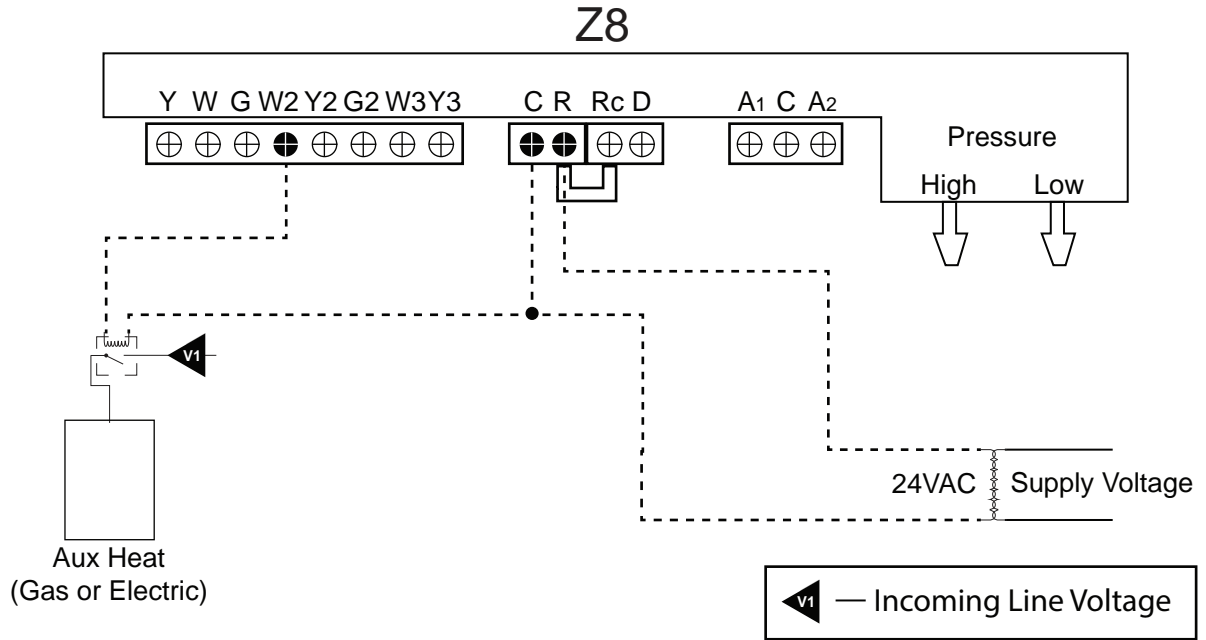 Z8
Y W G W2 Y2 G2 W3 Y3 C R Rc D A1 C A2
Pressure
High Low
V1
24VAC Supply Voltage
Aux Heat
(Gas or Electric)
V1 — Incoming Line Voltage